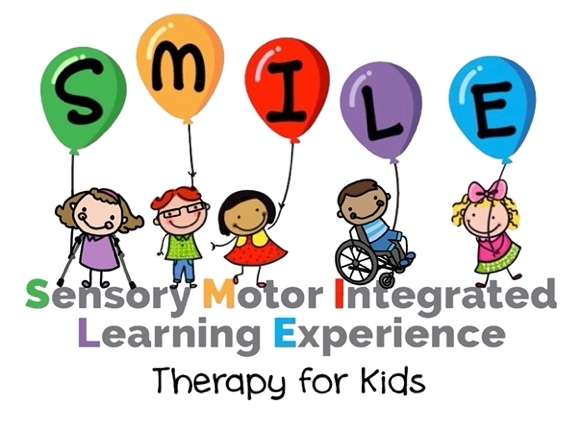 SMILE
Sensory Motor Integrated
Learning Experience
Therapy for Kids